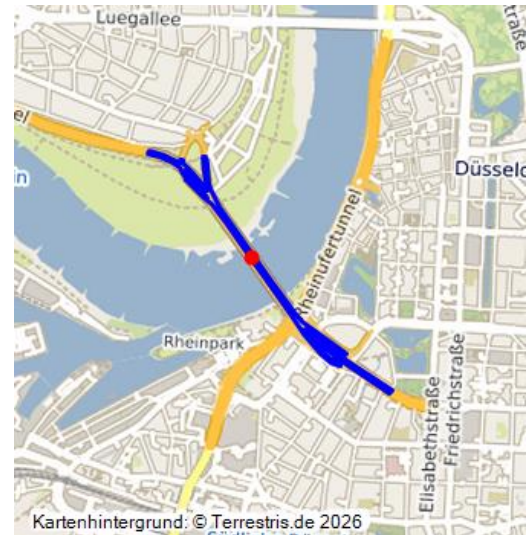 Luegallee
Düsseld
Rheinufertunnel
Rheinpark
Elisabethstraße
Friedrichstraße
Kartenhintergrund: © Terrestris.de 2026